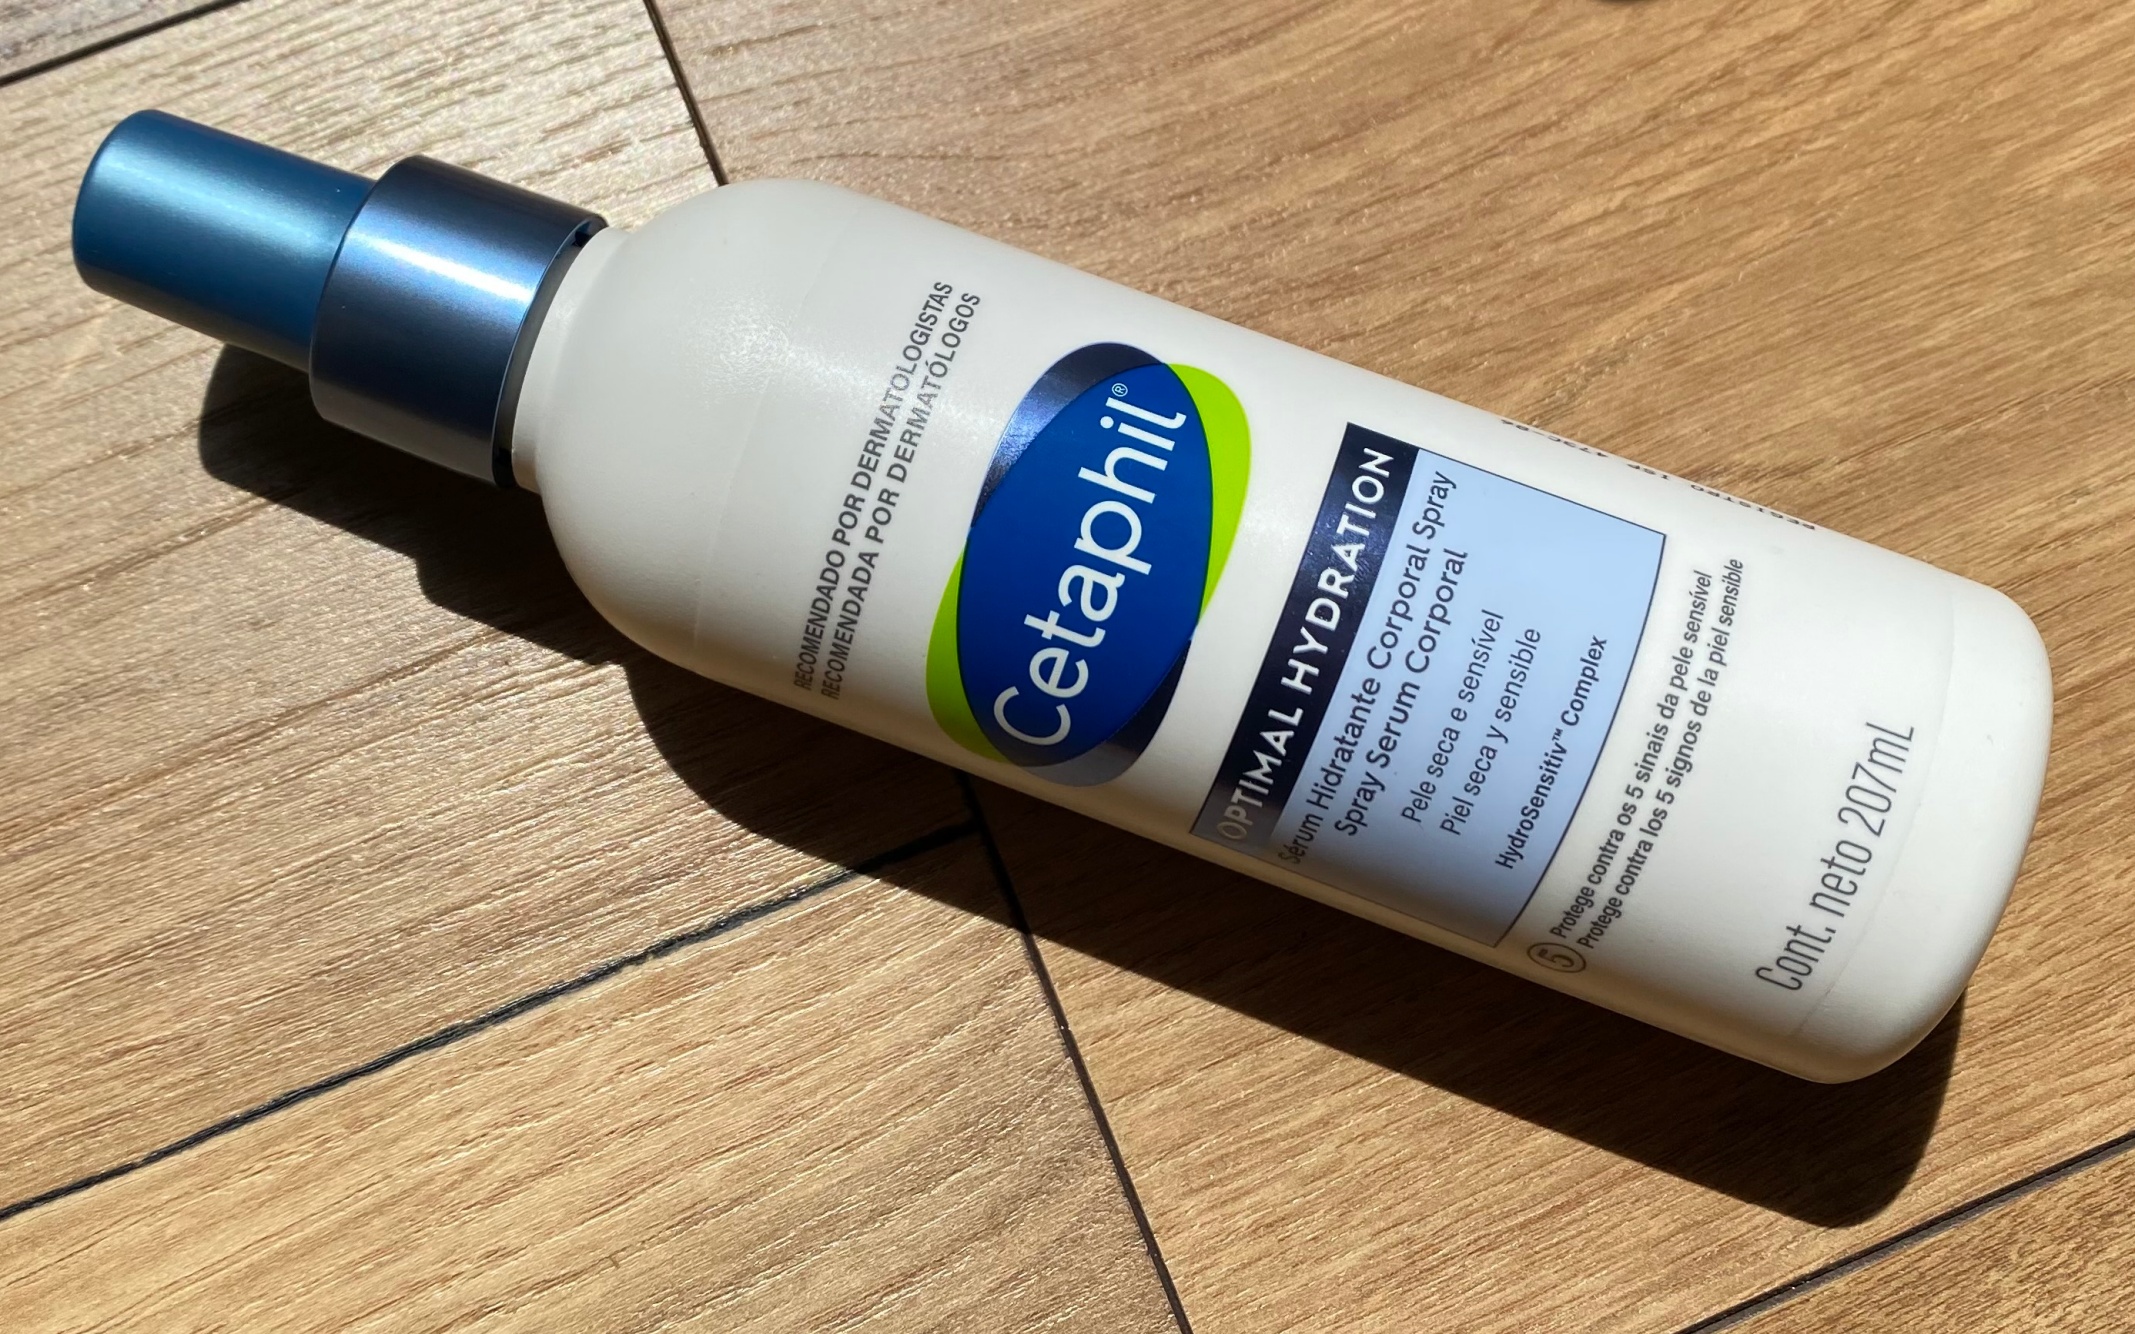 RECOMENDADO POR DERMATOLOGISTAS
RECOMENDADA POR DERMATÓLOGOS
Cetaphil®
OPTIMAL HYDRATION
Sérum Hidratante Corporal Spray
Spray Serum Corporal
Pele seca e sensível
Piel seca y sensible
HydroSensitiv™ Complex
5 Protege contra os 5 sinais da pele sensível
Protege contra los 5 signos de la piel sensible
Cont. neto 207mL